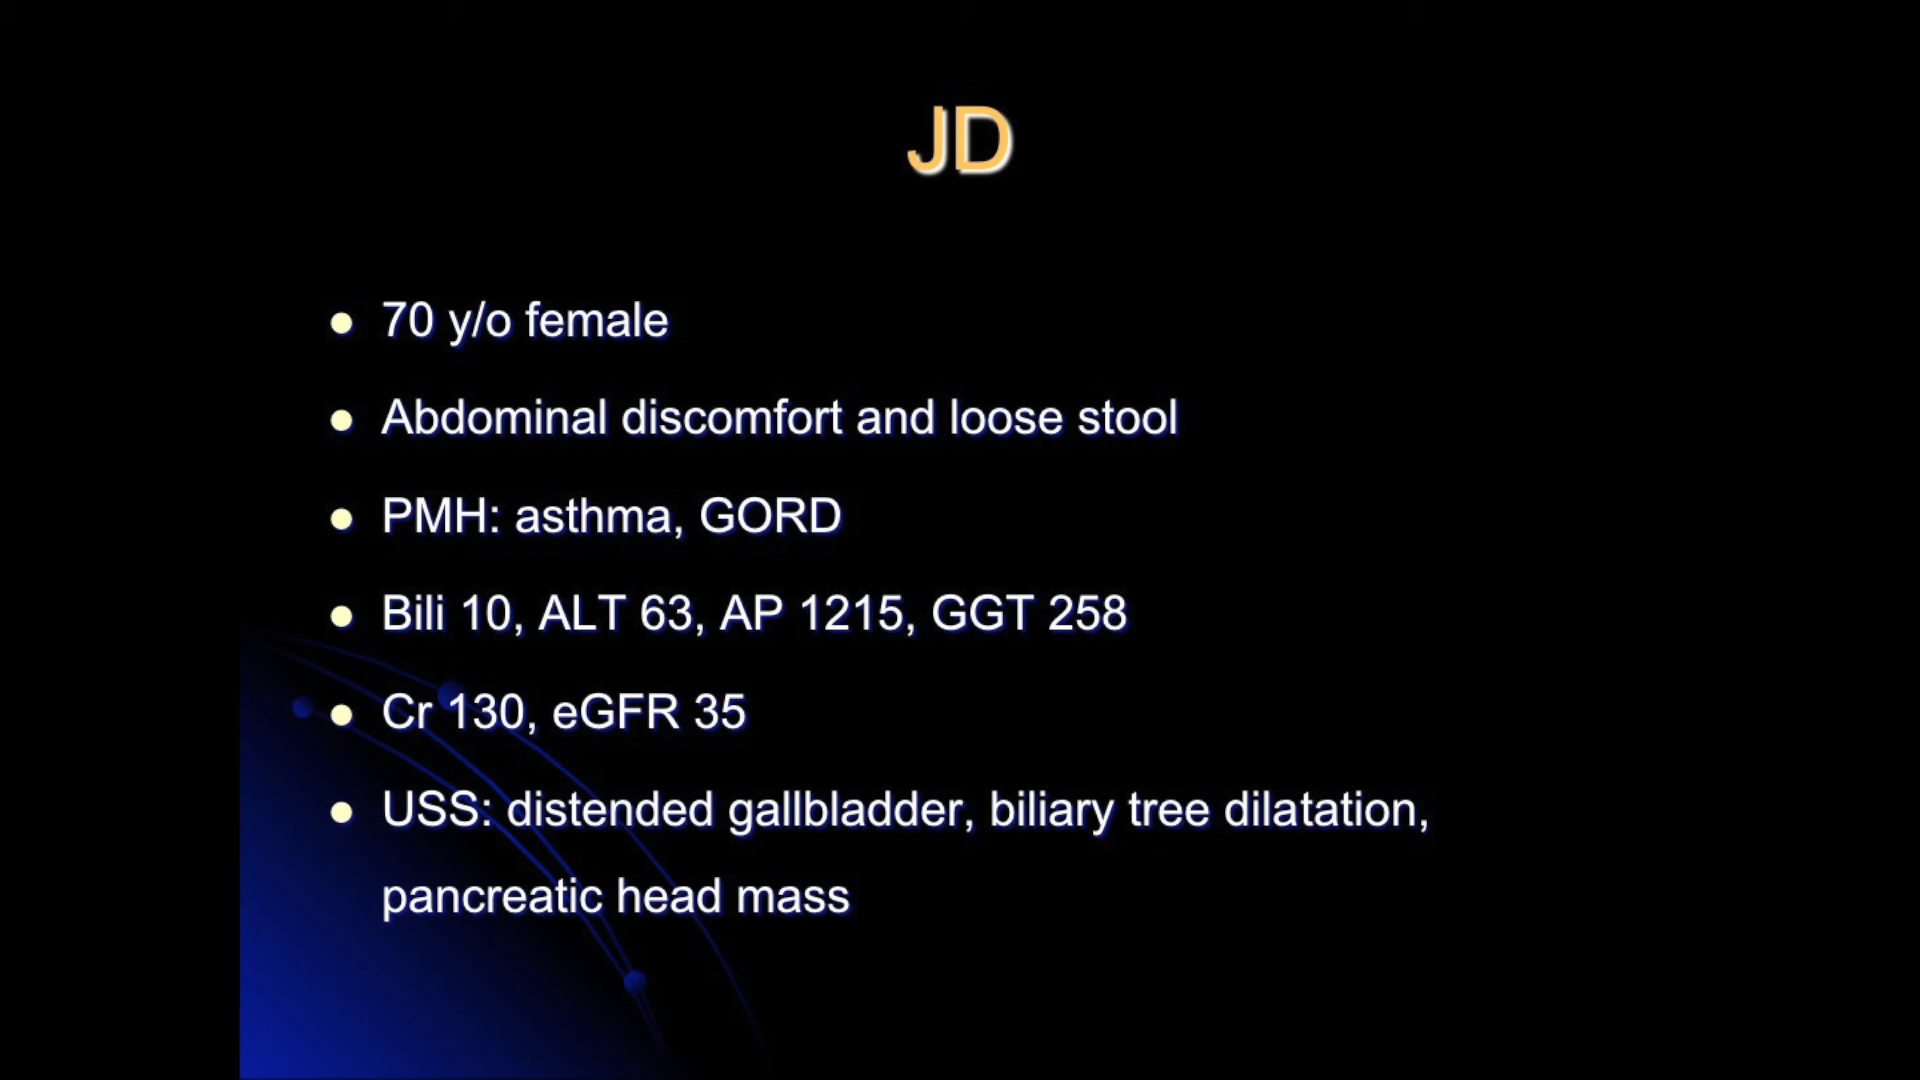 JD
70 y/o female
Abdominal discomfort and loose stool
PMH: asthma, GORD
Bili 10, ALT 63, AP 1215, GGT 258
Cr 130, eGFR 35
USS: distended gallbladder, biliary tree dilatation,
pancreatic head mass